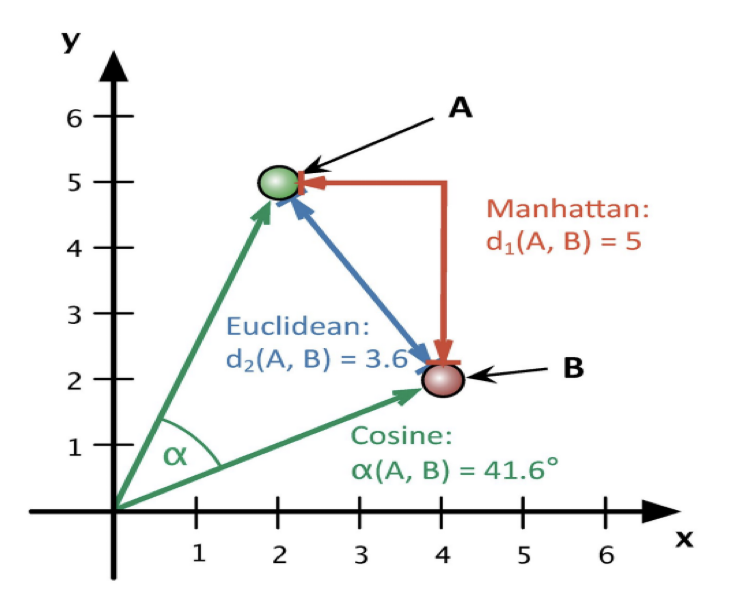 y
A
6
5
4
3
2
1
Manhattan:
d₁(A, B) = 5
Euclidean:
d₂(A, B) = 3.6
B
Cosine:
α(A, B) = 41.6°
α
1 2 3 4 5 6
x